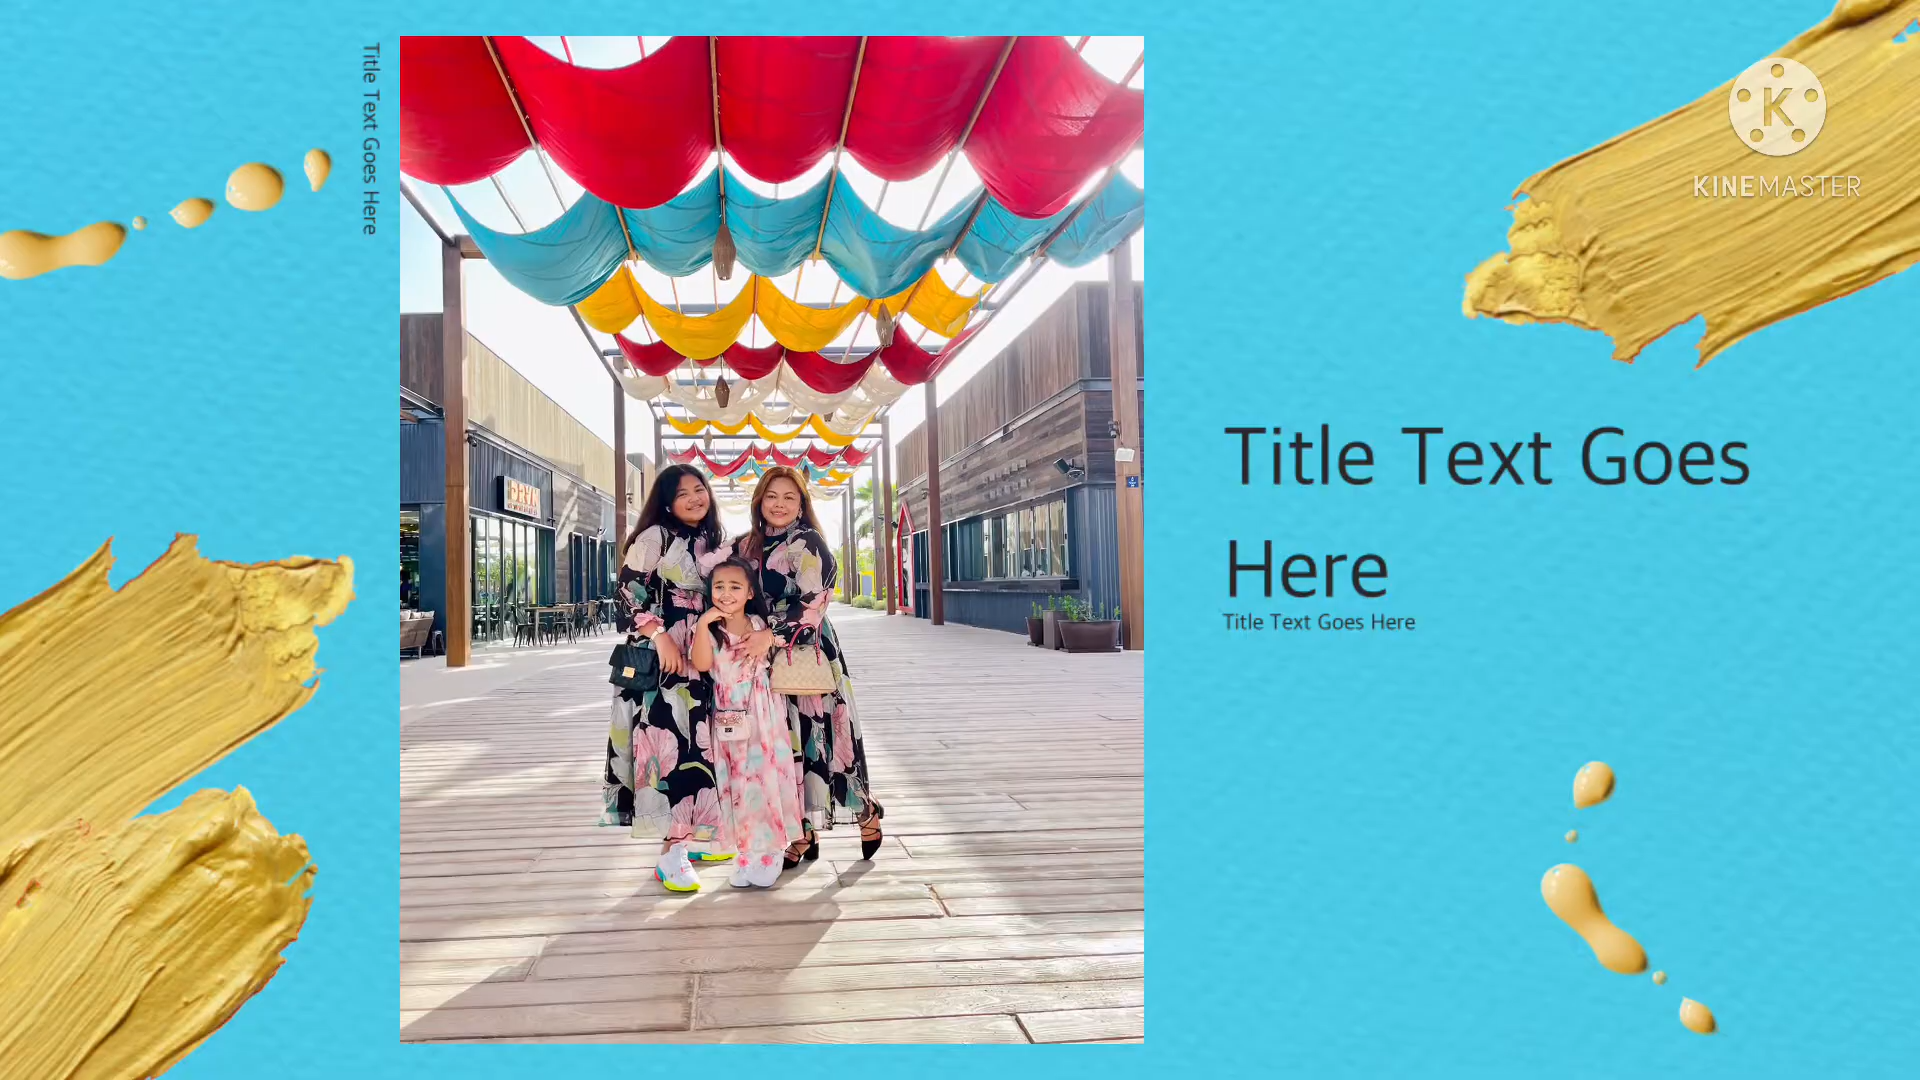 Title Text Goes Here
K
KINEMASTER
Title Text Goes
Here
Title Text Goes Here